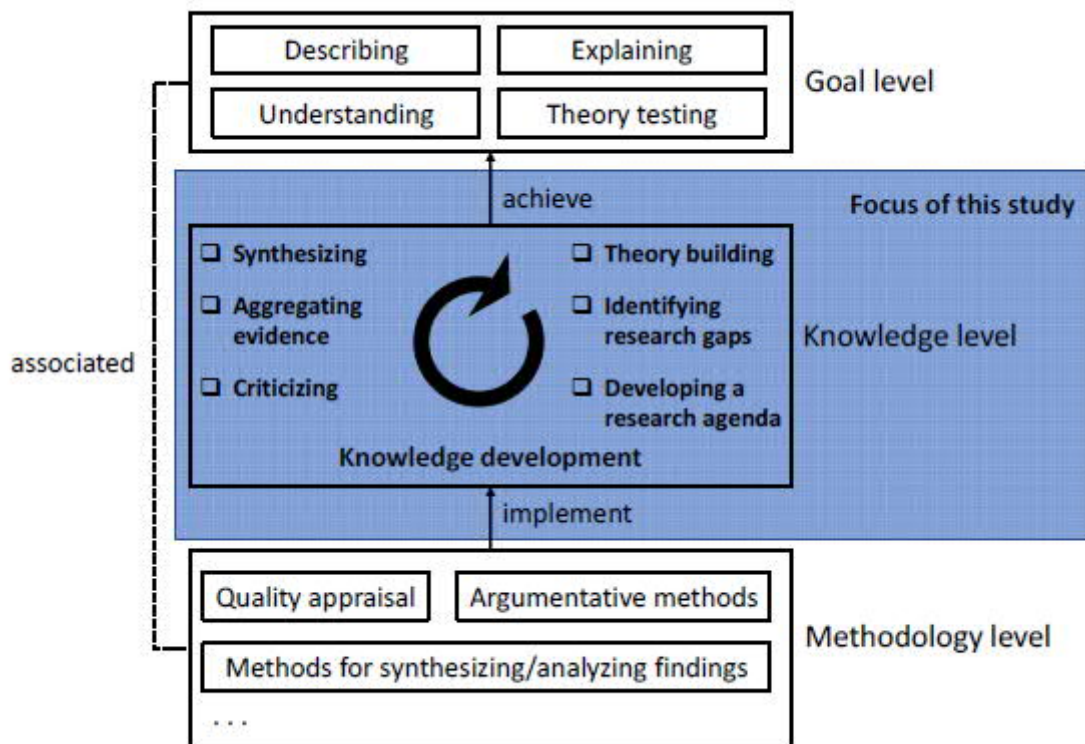 Describing
Explaining
Understanding
Theory testing
Goal level
achieve
Focus of this study
Synthesizing
Aggregating
evidence
Criticizing
Theory building
Identifying
research gaps
Developing a
research agenda
Knowledge development
Knowledge level
associated
implement
Quality appraisal
Argumentative methods
Methods for synthesizing/analyzing findings
. . .
Methodology level